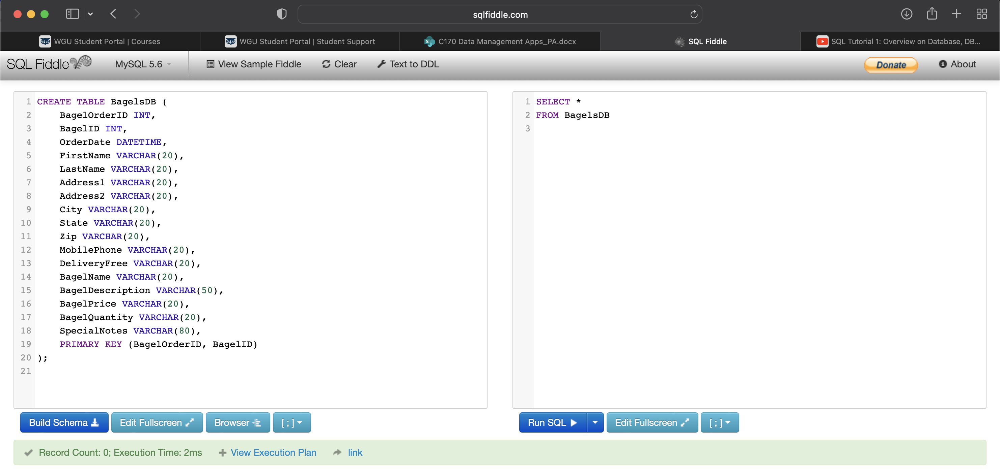 sqlfiddle.com
WGU Student Portal | Courses
WGU Student Portal | Student Support
C170 Data Management Apps_PA.docx
SQL Fiddle
SQL Tutorial 1: Overview on Database, DB...
SQL Fiddle
MySQL 5.6
View Sample Fiddle
Clear
Text to DDL
Donate
About
1 CREATE TABLE BagelsDB (
2 BagelOrderID INT,
3 BagelID INT,
4 OrderDate DATETIME,
5 FirstName VARCHAR(20),
6 LastName VARCHAR(20),
7 Address1 VARCHAR(20),
8 Address2 VARCHAR(20),
9 City VARCHAR(20),
10 State VARCHAR(20),
11 Zip VARCHAR(20),
12 MobilePhone VARCHAR(20),
13 DeliveryFree VARCHAR(20),
14 BagelName VARCHAR(20),
15 BagelDescription VARCHAR(50),
16 BagelPrice VARCHAR(20),
17 BagelQuantity VARCHAR(20),
18 SpecialNotes VARCHAR(80),
19 PRIMARY KEY (BagelOrderID, BagelID)
20 );
21
1 SELECT *
2 FROM BagelsDB
3
Build Schema
Edit Fullscreen
Browser
[ ; ]
Run SQL
Edit Fullscreen
[ ; ]
Record Count: 0; Execution Time: 2ms
View Execution Plan
link